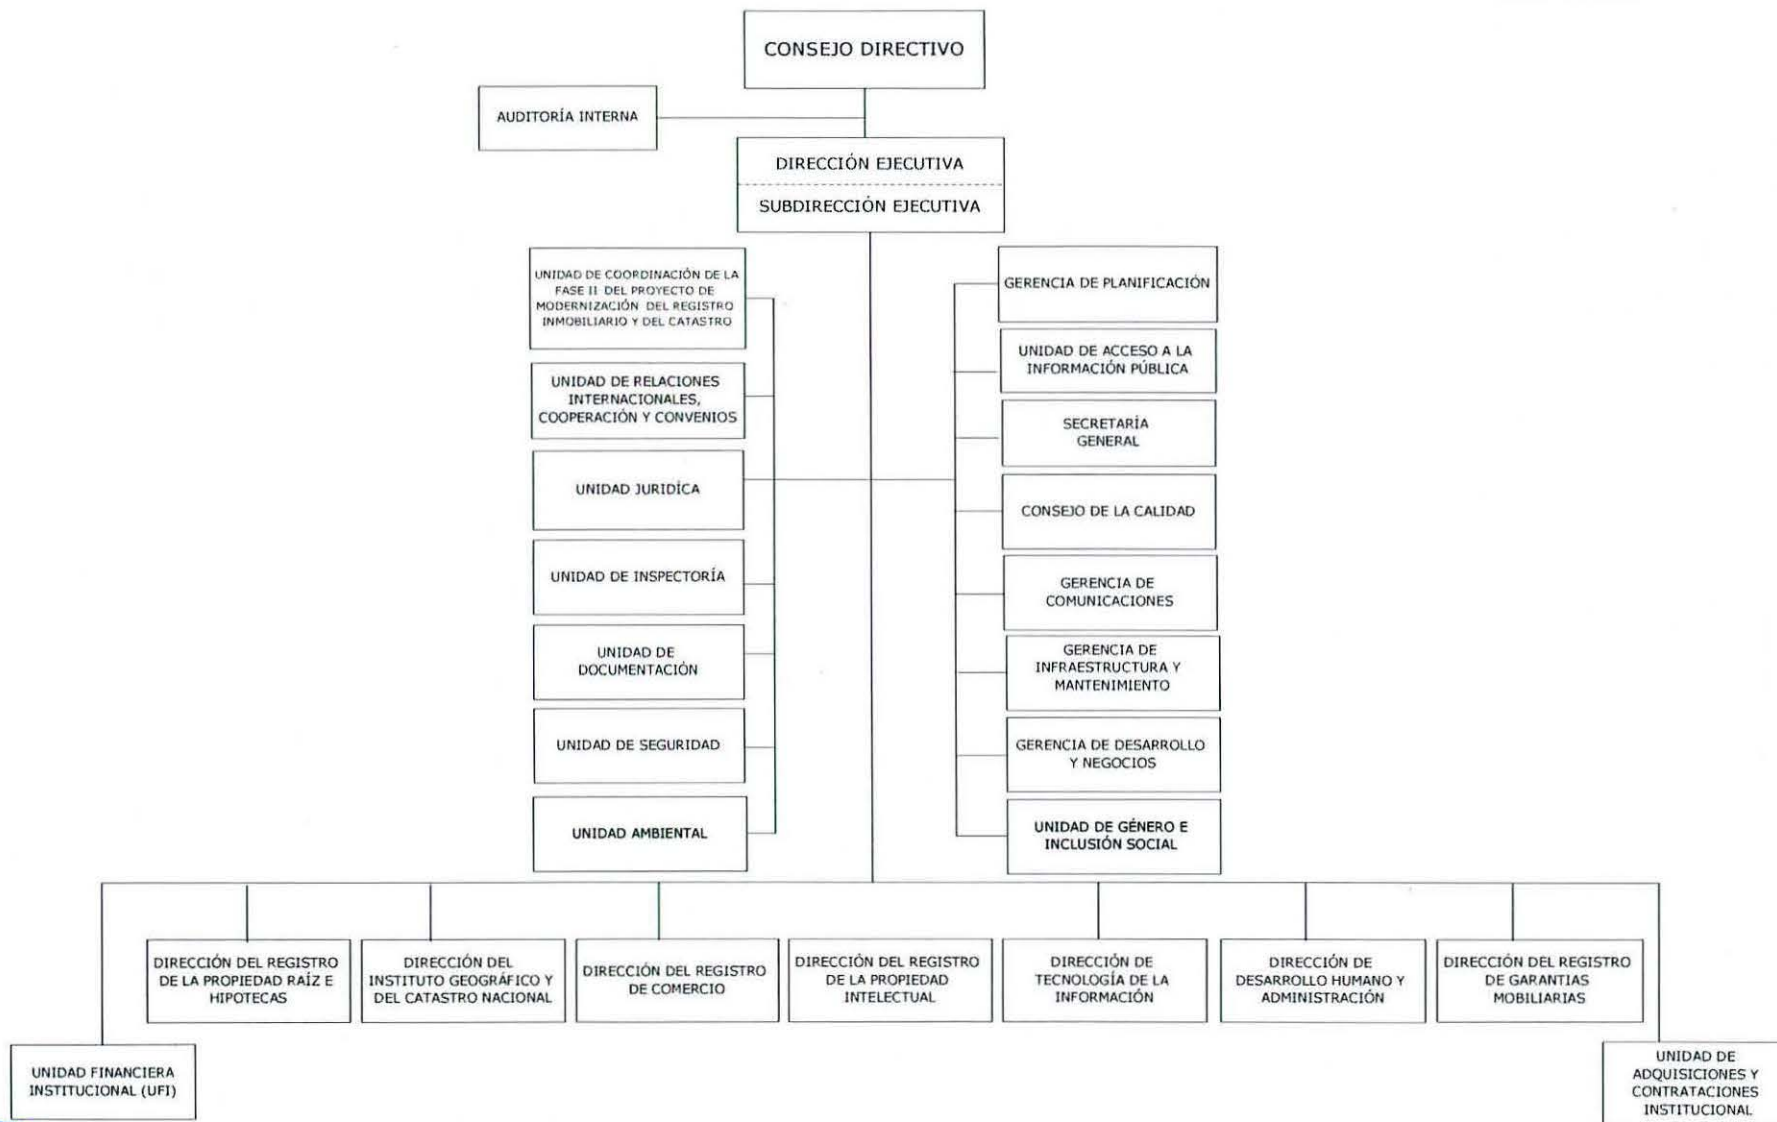 CONSEJO DIRECTIVO
AUDITORÍA INTERNA
DIRECCIÓN EJECUTIVA
SUBDIRECCIÓN EJECUTIVA
UNIDAD DE COORDINACIÓN DE LA
FASE II DEL PROYECTO DE
MODERNIZACIÓN DEL REGISTRO
INMOBILIARIO Y DEL CATASTRO
UNIDAD DE RELACIONES
INTERNACIONALES,
COOPERACIÓN Y CONVENIOS
UNIDAD JURIDÍCA
UNIDAD DE INSPECTORÍA
UNIDAD DE
DOCUMENTACIÓN
UNIDAD DE SEGURIDAD
UNIDAD AMBIENTAL
GERENCIA DE PLANIFICACIÓN
UNIDAD DE ACCESO A LA
INFORMACIÓN PÚBLICA
SECRETARÍA
GENERAL
CONSEJO DE LA CALIDAD
GERENCIA DE
COMUNICACIONES
GERENCIA DE
INFRAESTRUCTURA Y
MANTENIMIENTO
GERENCIA DE DESARROLLO
Y NEGOCIOS
UNIDAD DE GÉNERO E
INCLUSIÓN SOCIAL
DIRECCIÓN DEL REGISTRO
DE LA PROPIEDAD RAÍZ E
HIPOTECAS
DIRECCIÓN DEL
INSTITUTO GEOGRÁFICO Y
DEL CATASTRO NACIONAL
DIRECCIÓN DEL REGISTRO
DE COMERCIO
DIRECCIÓN DEL REGISTRO
DE LA PROPIEDAD
INTELECTUAL
DIRECCIÓN DE
TECNOLOGÍA DE LA
INFORMACIÓN
DIRECCIÓN DE
DESARROLLO HUMANO Y
ADMINISTRACIÓN
DIRECCIÓN DEL REGISTRO
DE GARANTIAS
MOBILIARIAS
UNIDAD FINANCIERA
INSTITUCIONAL (UFI)
UNIDAD DE
ADQUISICIONES Y
CONTRATACIONES
INSTITUCIONAL